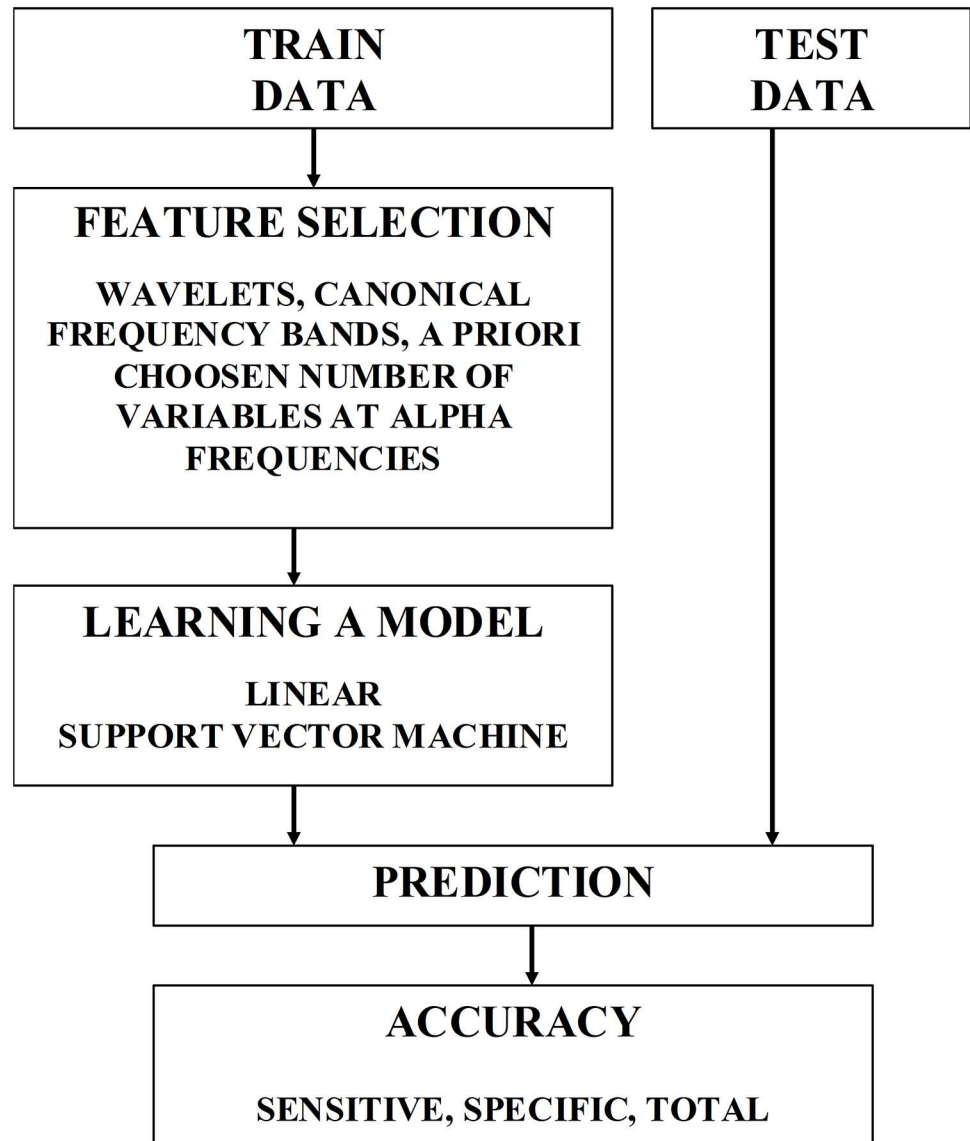 TRAIN
DATA
TEST
DATA
FEATURE SELECTION
WAVELETS, CANONICAL
FREQUENCY BANDS, A PRIORI
CHOOSEN NUMBER OF
VARIABLES AT ALPHA
FREQUENCIES
LEARNING A MODEL
LINEAR
SUPPORT VECTOR MACHINE
PREDICTION
ACCURACY
SENSITIVE, SPECIFIC, TOTAL